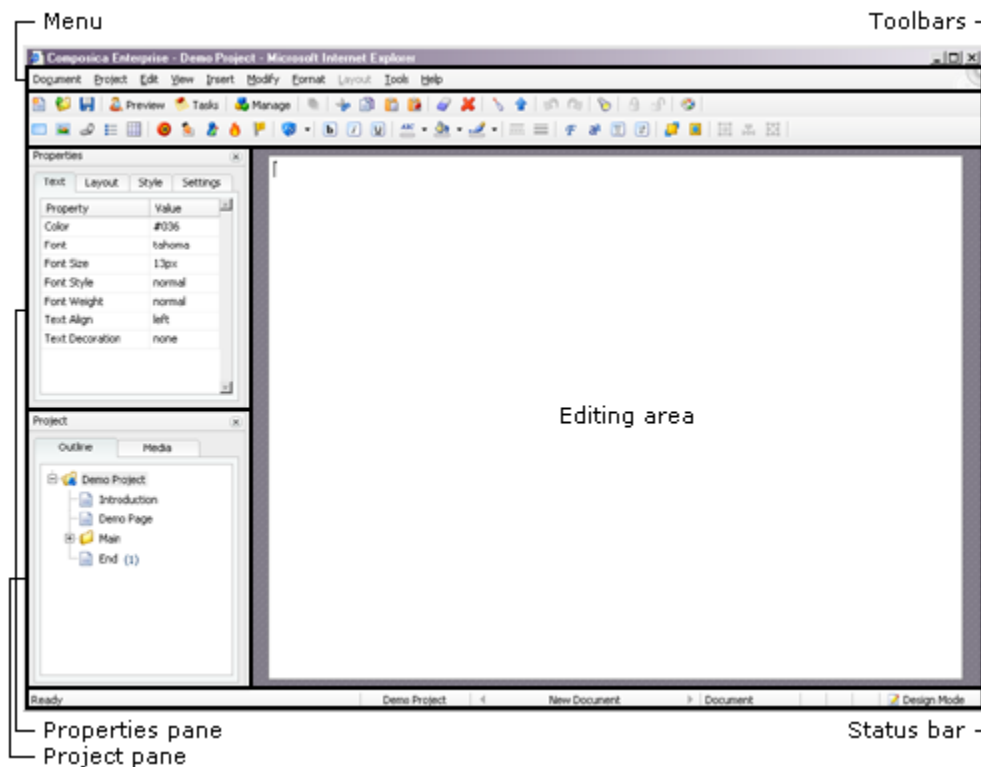 Menu
Toolbars
Composica Enterprise - Demo Project - Microsoft Internet Explorer
Document Project Edit View Insert Modify Format Layout Tools Help
Preview Tasks Manage
b i U ABC
Properties
Text Layout Style Settings
Property Value
Color #036
Font tahoma
Font Size 13px
Font Style normal
Font Weight normal
Text Align left
Text Decoration none
Editing area
Project
Outline Media
Demo Project
Introduction
Demo Page
Main
End (1)
Ready Demo Project New Document Document Design Mode
Properties pane
Status bar
Project pane